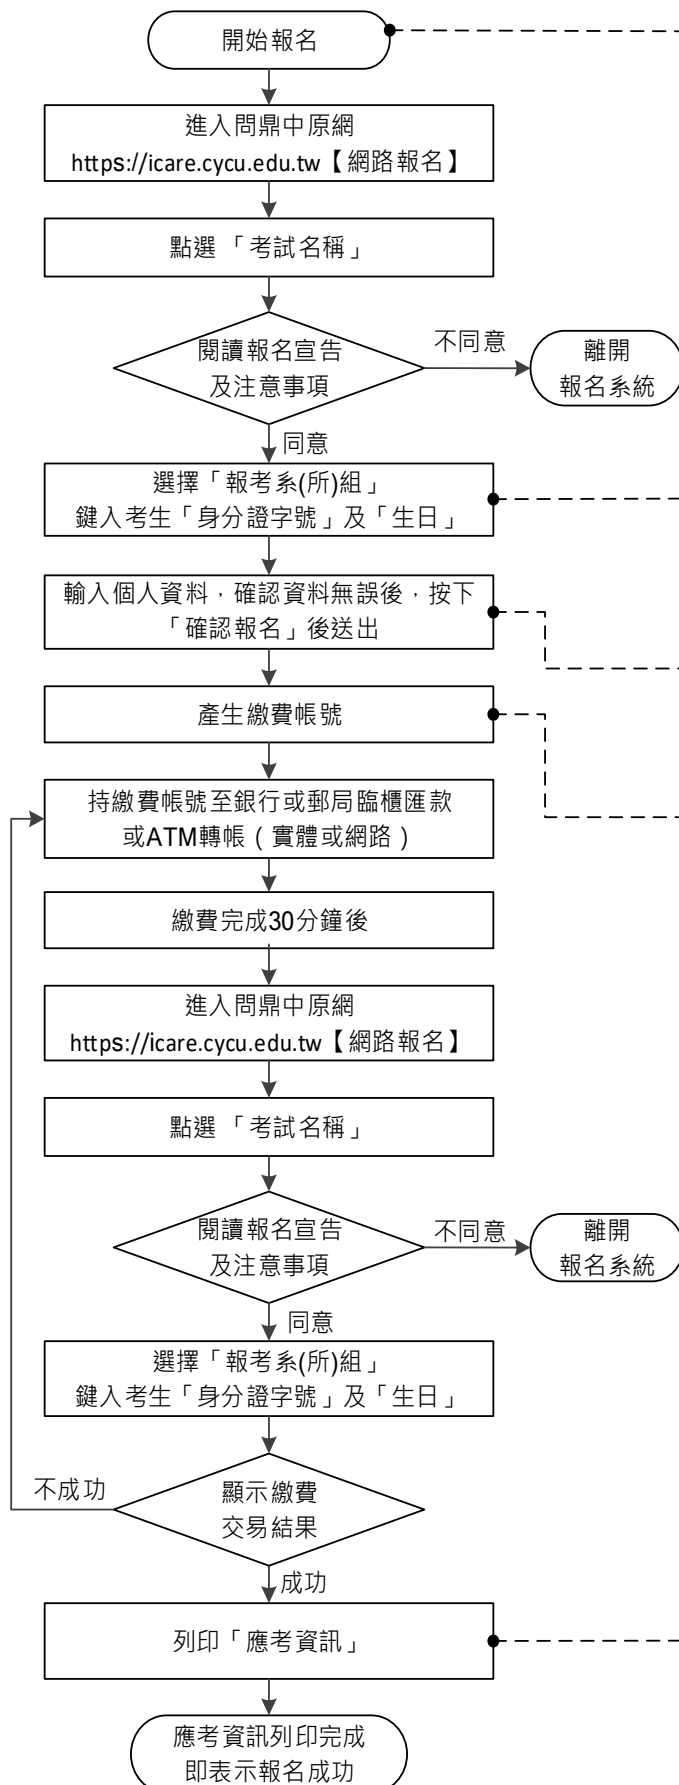 開始報名
進入問鼎中原網
https://icare.cycu.edu.tw【網路報名】
點選 「考試名稱」
閱讀報名宣告
及注意事項
不同意
離開
報名系統
同意
選擇「報考系(所)組」
鍵入考生「身分證字號」及「生日」
輸入個人資料，確認資料無誤後，按下
「確認報名」後送出
產生繳費帳號
持繳費帳號至銀行或郵局臨櫃匯款
或ATM轉帳（實體或網路）
繳費完成30分鐘後
進入問鼎中原網
https://icare.cycu.edu.tw【網路報名】
點選 「考試名稱」
閱讀報名宣告
及注意事項
不同意
離開
報名系統
同意
選擇「報考系(所)組」
鍵入考生「身分證字號」及「生日」
不成功
顯示繳費
交易結果
成功
列印「應考資訊」
應考資訊列印完成
即表示報名成功